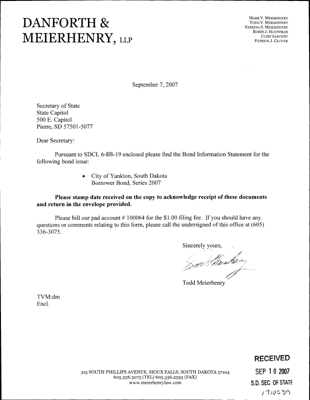 DANFORTH &
MEIERHENRY, LLP
MARK V. MEIERHENRY
TODD V. MEIERHENRY
SABRINA S. MEIERHENRY
ROBIN J. HOUWMAN
CLINT SARGENT
PATRICK J. GLOVER
September 7, 2007
Secretary of State
State Capitol
500 E. Capitol
Pierre, SD 57501-5077
Dear Secretary:
Pursuant to SDCL 6-8B-19 enclosed please find the Bond Information Statement for the
following bond issue:
• City of Yankton, South Dakota
Borrower Bond, Series 2007
Please stamp date received on the copy to acknowledge receipt of these documents
and return in the envelope provided.
Please bill our pad account # 100064 for the $1.00 filing fee. If you should have any
questions or comments relating to this form, please call the undersigned of this office at (605)
336-3075.
Sincerely yours,
Todd Meierhenry
TVM:dm
Encl.
315 SOUTH PHILLIPS AVENUE, SIOUX FALLS, SOUTH DAKOTA 57104
605.336.3075 (TEL) 605.336.2593 (FAX)
www.meierhenrylaw.com
RECEIVED
SEP 10 2007
S.D. SEC. OF STATE